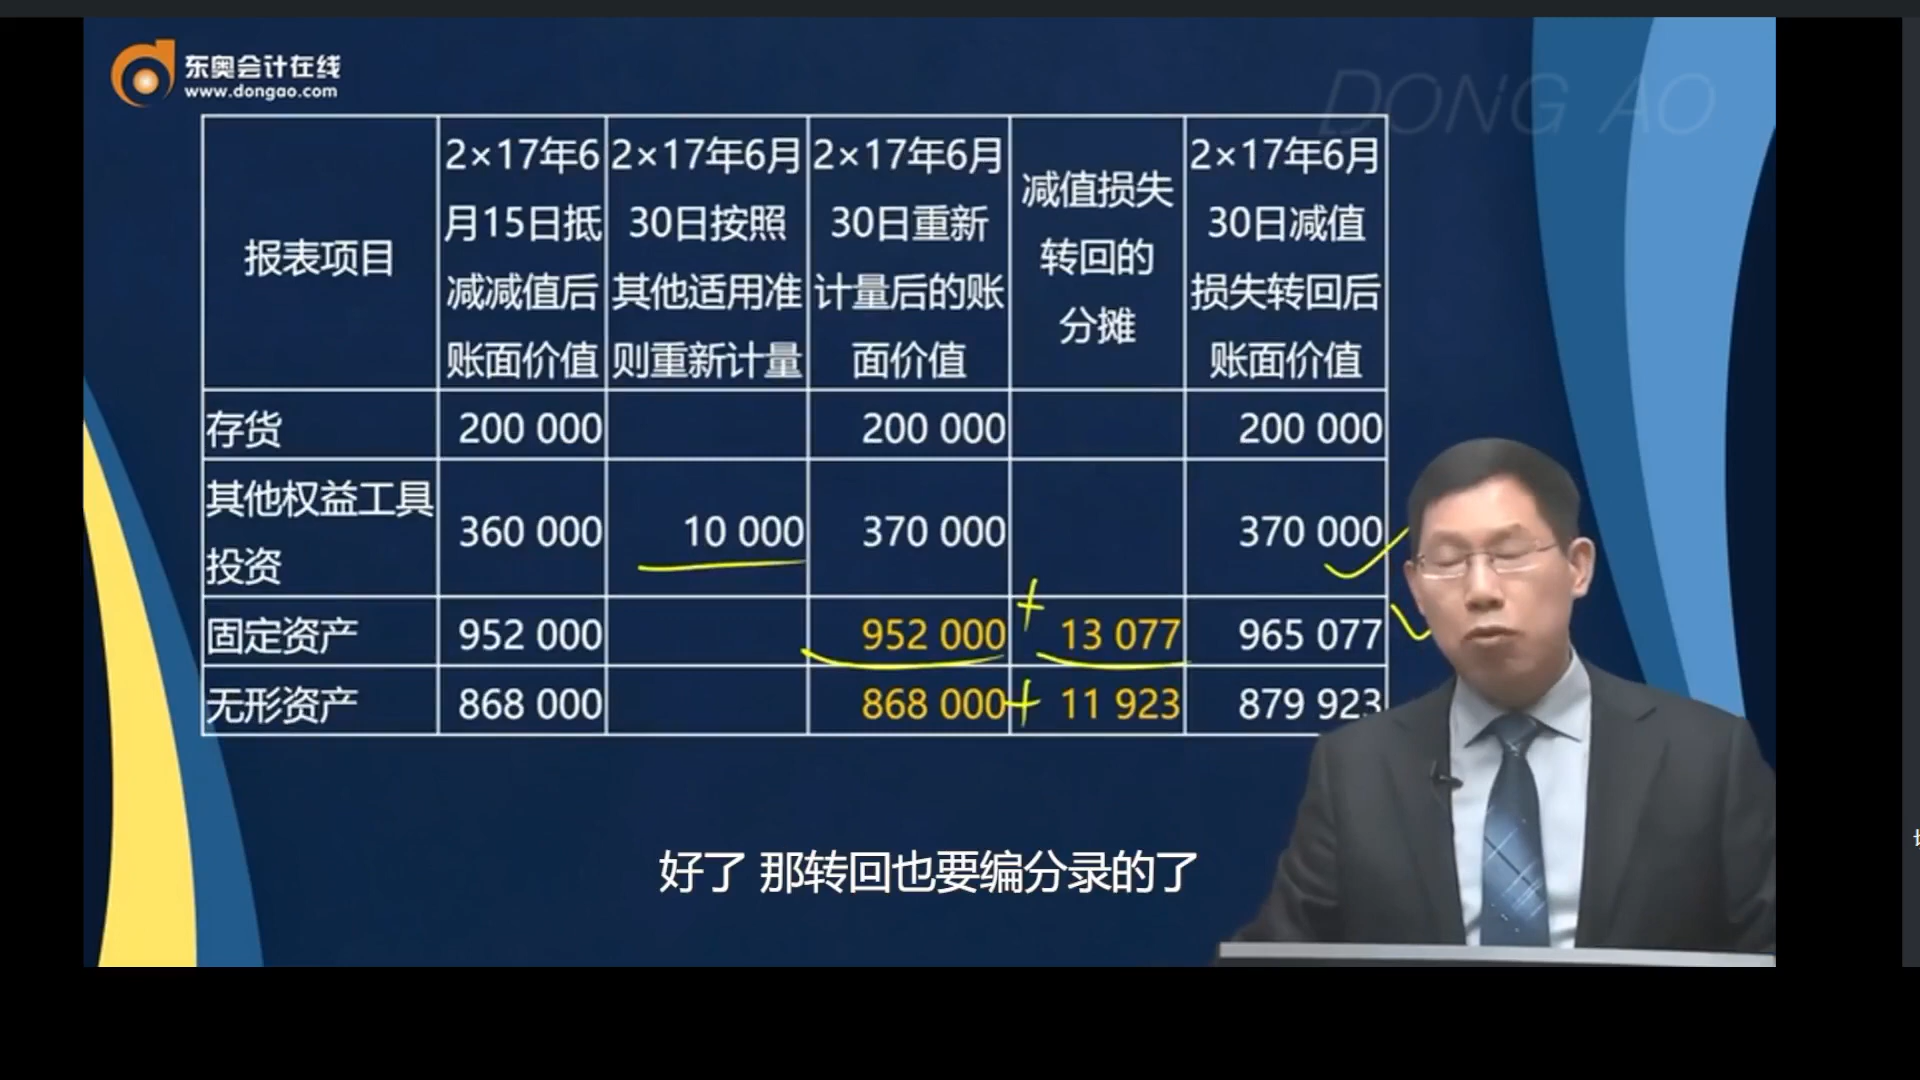 东奥会计在线
www.dongao.com
DONG AO
报表项目
2×17年6
月15日抵
减减值后
账面价值
2×17年6月
30日按照
其他适用准
则重新计量
2×17年6月
30日重新
计量后的账
面价值
减值损失
转回的
分摊
2×17年6月
30日减值
损失转回后
账面价值
存货 200 000 200 000 200 000
其他权益工具
投资
360 000 10 000 370 000 370 000
固定资产 952 000 952 000 + 13 077 965 077
无形资产 868 000 868 000 + 11 923 879 923
好了 那转回也要编分录的了